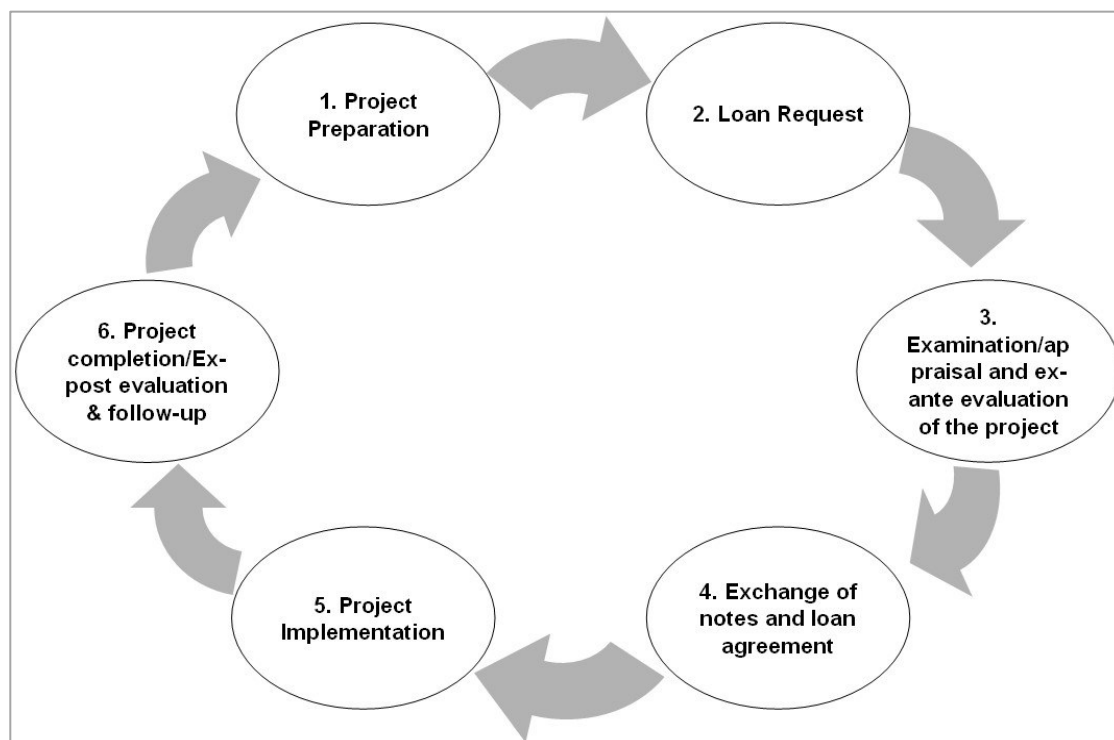 1. Project
Preparation
2. Loan Request
3.
Examination/ap
praisal and ex-
ante evaluation
of the project
4. Exchange of
notes and loan
agreement
5. Project
Implementation
6. Project
completion/Ex-
post evaluation
& follow-up